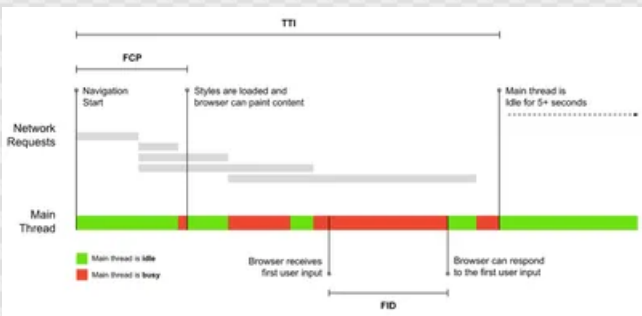 TTI
FCP
Navigation
Start
Styles are loaded and
browser can paint content
Main thread is
Idle for 5+ seconds
Network
Requests
Main
Thread
Main thread is idle
Main thread is busy
Browser receives
first user input
Browser can respond
to the first user input
FID